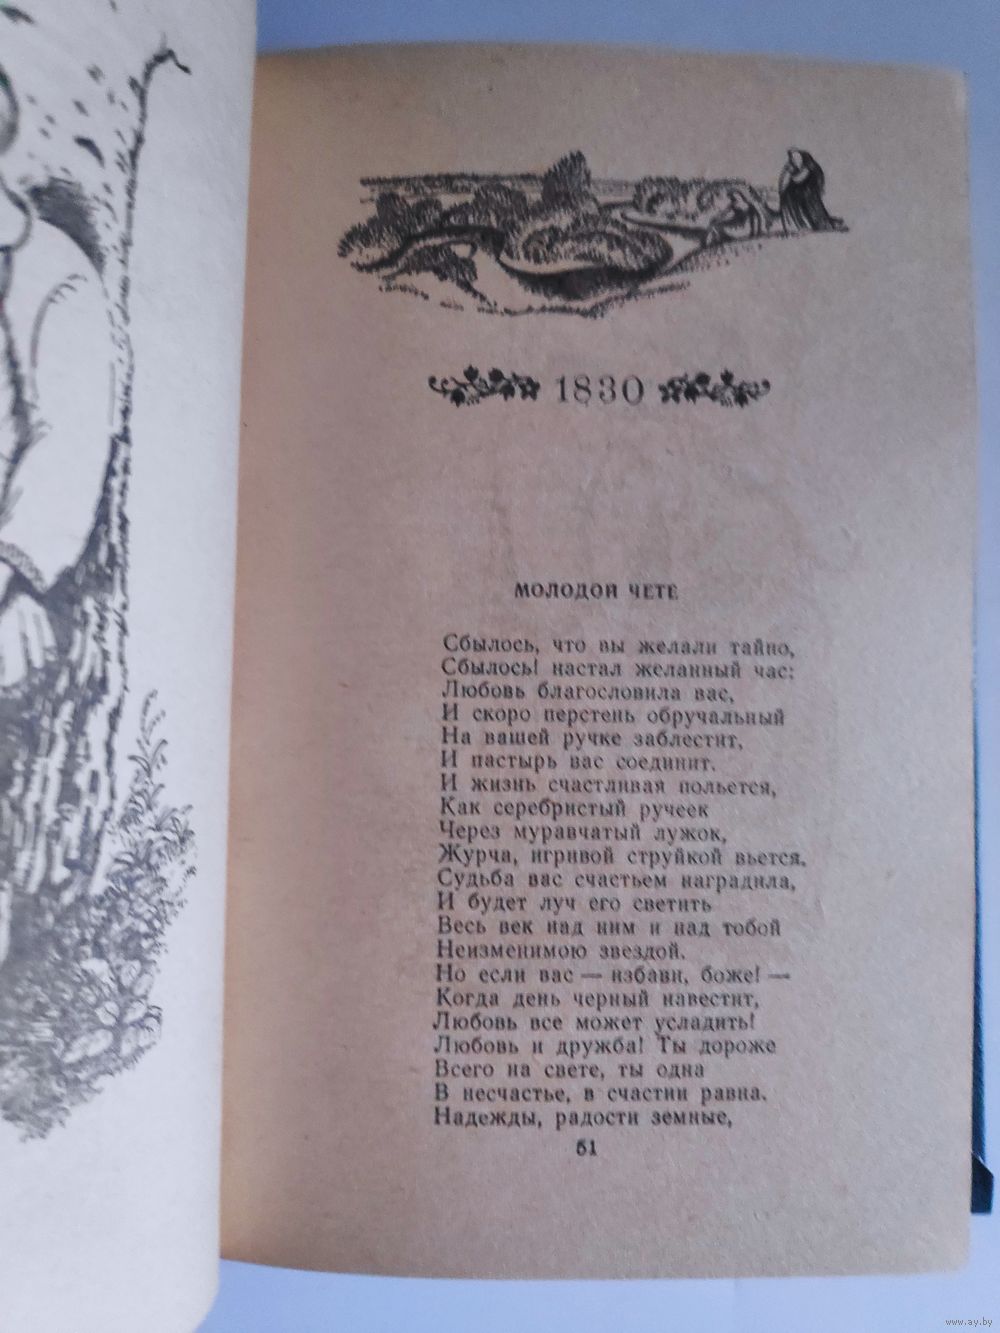 1830
МОЛОДОЙ ЧЕТЕ
Сбылось, что вы желали тайно,
Сбылось! настал желанный час:
Любовь благословила вас,
И скоро перстень обручальный
На вашей ручке заблестит,
И пастырь вас соединит.
И жизнь счастливая польется,
Как серебристый ручеек
Через муравчатый лужок,
Журча, игривой струйкой вьется.
Судьба вас счастьем наградила,
И будет луч его светить
Весь век над ним и над тобой
Неизменимою звездой.
Но если вас — избави, боже! —
Когда день черный навестит,
Любовь все может усладить!
Любовь и дружба! Ты дороже
Всего на свете, ты одна
В несчастье, в счастии равна.
Надежды, радости земные,
51
www.ay.by